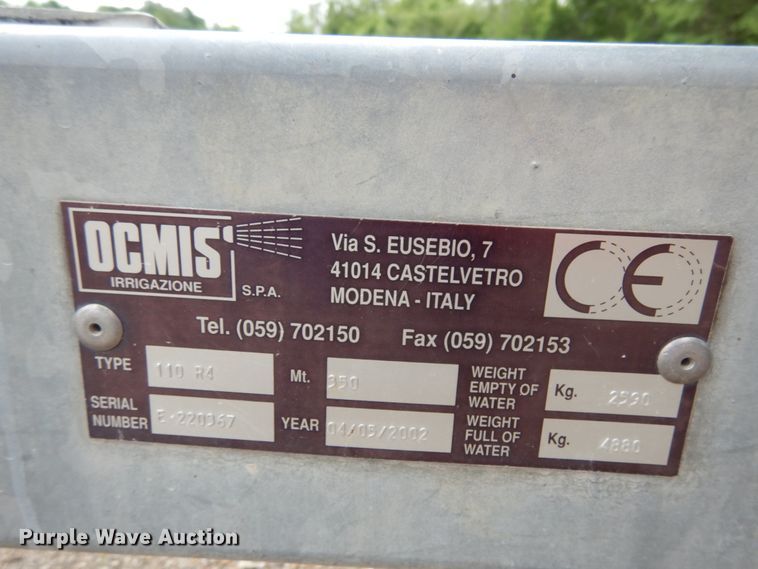 OCMIS
IRRIGAZIONE
S.P.A.
Via S. EUSEBIO, 7
41014 CASTELVETRO
MODENA - ITALY
CE
Tel. (059) 702150 Fax (059) 702153
TYPE 110 R4 Mt. 350 WEIGHT EMPTY OF WATER Kg. 2590
SERIAL NUMBER E-220367 YEAR 04/05/2002 WEIGHT FULL OF WATER Kg. 4880
Purple Wave Auction